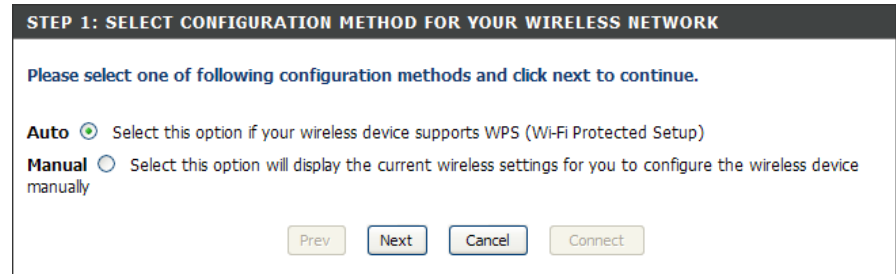 STEP 1: SELECT CONFIGURATION METHOD FOR YOUR WIRELESS NETWORK
Please select one of following configuration methods and click next to continue.
Auto Select this option if your wireless device supports WPS (Wi-Fi Protected Setup)
Manual Select this option will display the current wireless settings for you to configure the wireless device
manually
Prev Next Cancel Connect